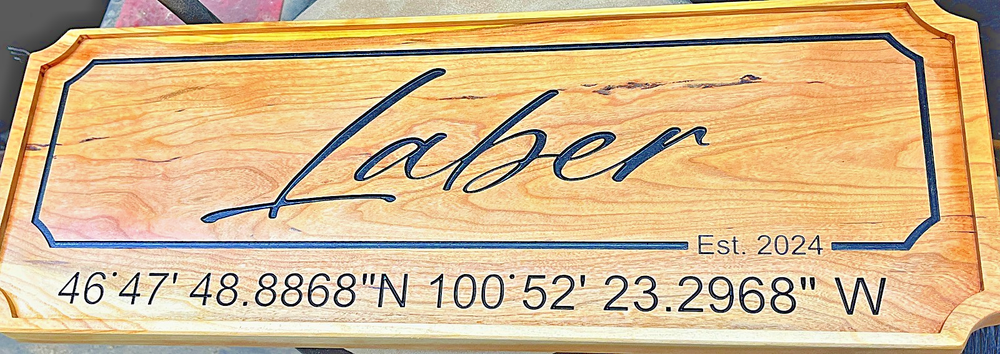 Laber
Est. 2024
46°47' 48.8868"N 100°52' 23.2968" W